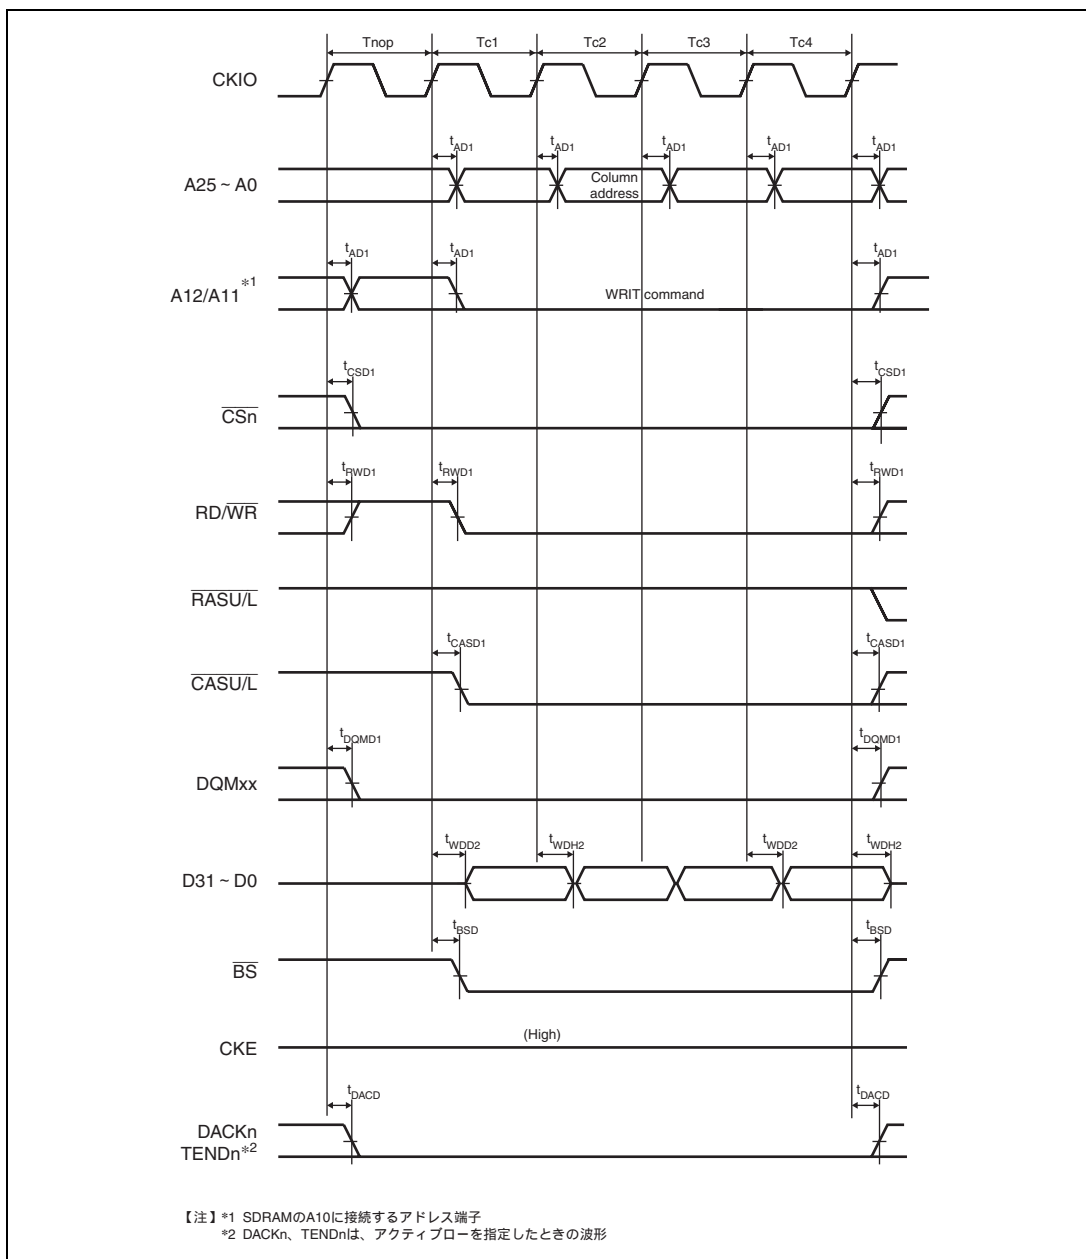 Tnop Tc1 Tc2 Tc3 Tc4
CKIO
tAD1 tAD1 tAD1 tAD1 tAD1
A25 ~ A0
Column
address
tAD1 tAD1 tAD1
A12/A11*1
WRIT command
tCSD1 tCSD1
CSn
tRWD1 tRWD1 tRWD1
RD/WR
RASU/L
tCASD1 tCASD1
CASU/L
tDQMD1 tDQMD1
DQMxx
tWDD2 tWDH2 tWDD2 tWDH2
D31 ~ D0
tBSD tBSD
BS
(High)
CKE
tDACD tDACD
DACKn
TENDn*2
【注】*1 SDRAMのA10に接続するアドレス端子
*2 DACKn、TENDnは、アクティブローを指定したときの波形